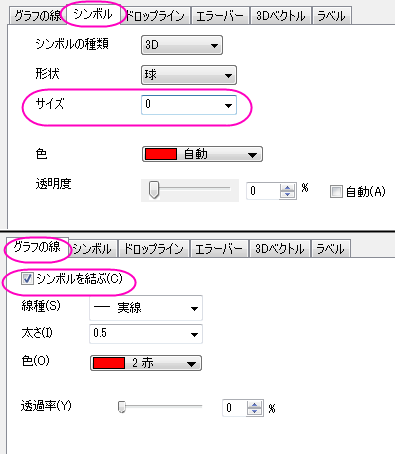 グラフの線 シンボル ドロップライン エラーバー 3Dベクトル ラベル
シンボルの種類 3D
形状 球
サイズ 0
色 自動
透明度 0 % 自動(A)
グラフの線 シンボル ドロップライン エラーバー 3Dベクトル ラベル
シンボルを結ぶ(C)
線種(S) 実線
太さ(I) 0.5
色(O) 2 赤
透過率(Y) 0 %